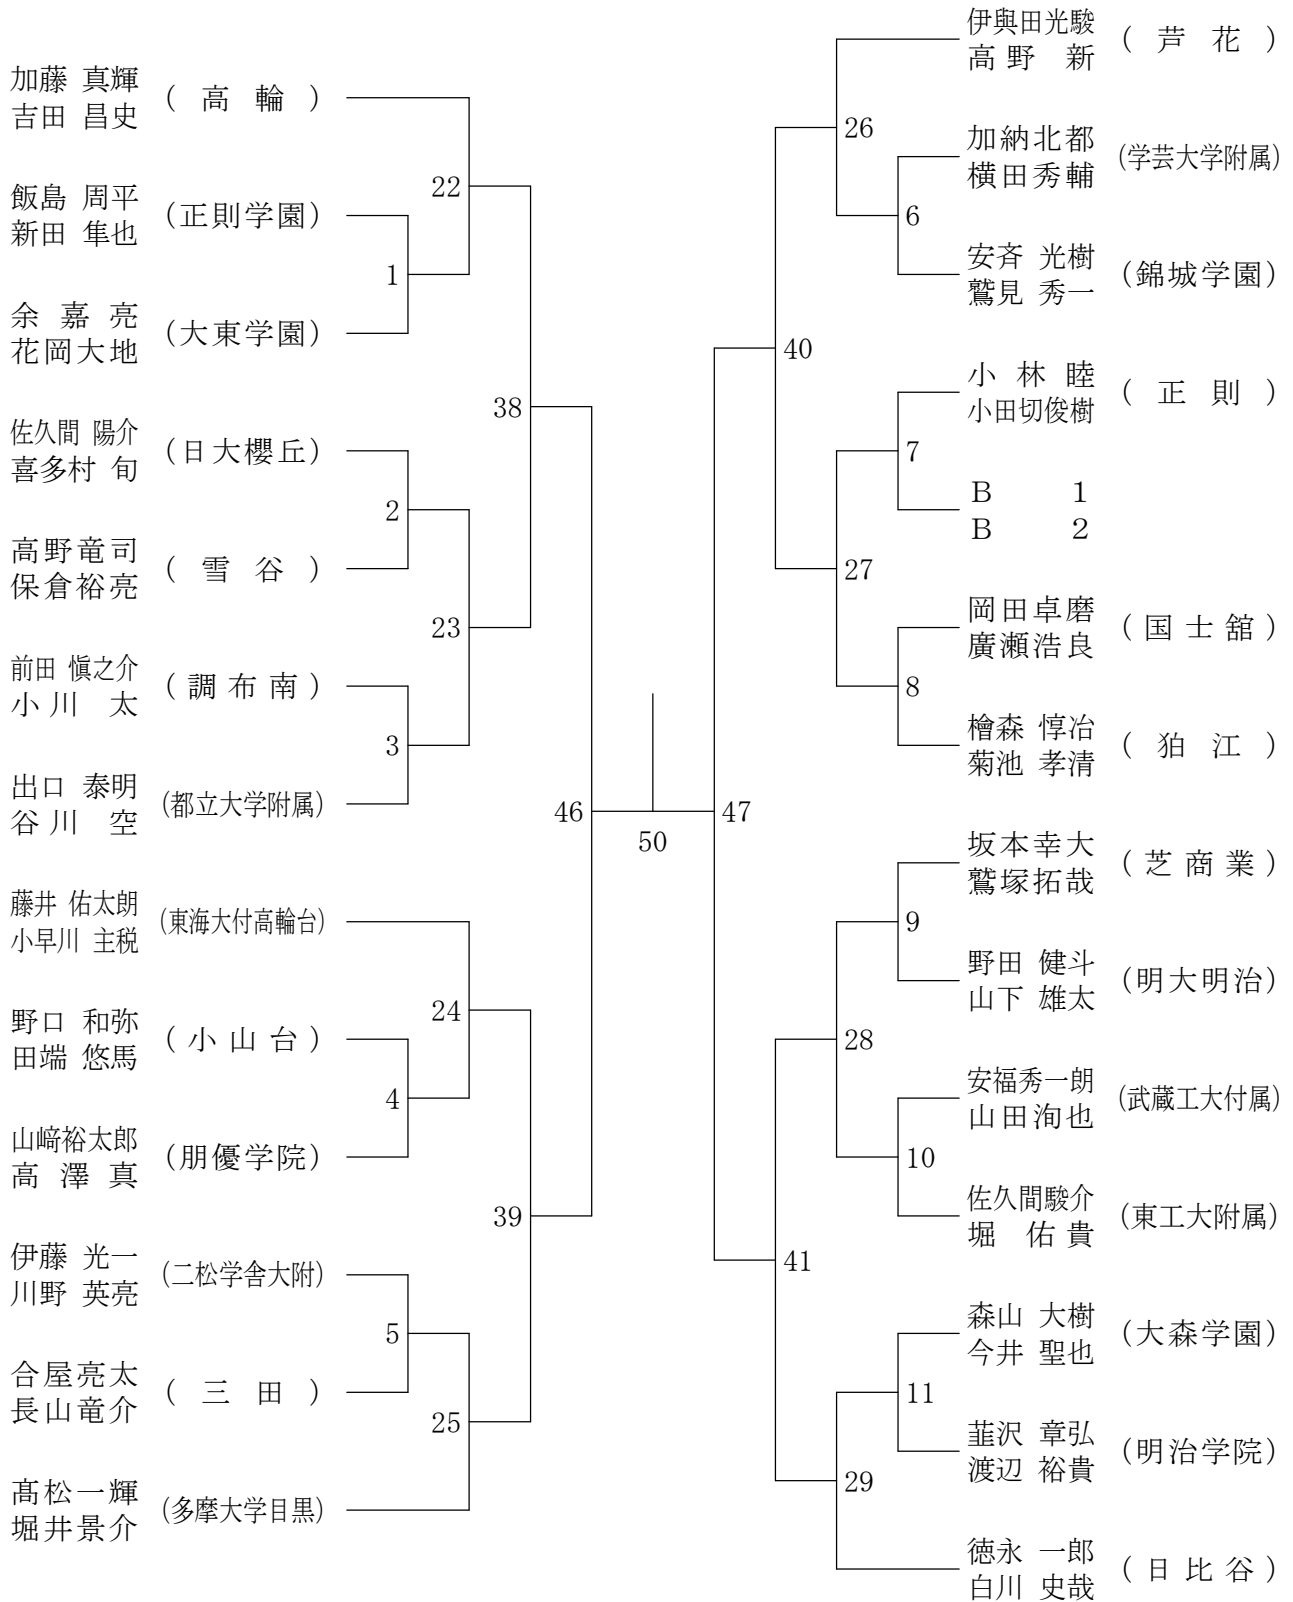 加藤 真輝
吉田 昌史
(高輪)
飯島 周平
新田 隼也
(正則学園)
余嘉亮
花岡大地
(大東学園)
佐久間 陽介
喜多村 旬
(日大櫻丘)
高野竜司
保倉裕亮
(雪谷)
前田 愼之介
小川 太
(調布南)
出口 泰明
谷川 空
(都立大学附属)
藤井 佑太朗
小早川 主税
(東海大付高輪台)
野口 和弥
田端 悠馬
(小山台)
山﨑裕太郎
高澤真
(朋優学院)
伊藤 光一
川野 英亮
(二松学舎大附)
合屋亮太
長山竜介
(三田)
髙松一輝
堀井景介
(多摩大学目黒)
22
1
38
2
23
3
46
24
4
39
5
25
50
47
26
6
40
7
27
8
9
28
10
41
11
29
伊與田光駿
高野 新
(芦花)
加納北都
横田秀輔
(学芸大学附属)
安斉 光樹
鷲見 秀一
(錦城学園)
小林睦
小田切俊樹
(正則)
B 1
B 2
岡田卓磨
廣瀬浩良
(国士舘)
檜森 惇冶
菊池 孝清
(狛江)
坂本幸大
鷲塚拓哉
(芝商業)
野田 健斗
山下 雄太
(明大明治)
安福秀一朗
山田洵也
(武蔵工大付属)
佐久間駿介
堀 佑貴
(東工大附属)
森山 大樹
今井 聖也
(大森学園)
韮沢 章弘
渡辺 裕貴
(明治学院)
徳永 一郎
白川 史哉
(日比谷)